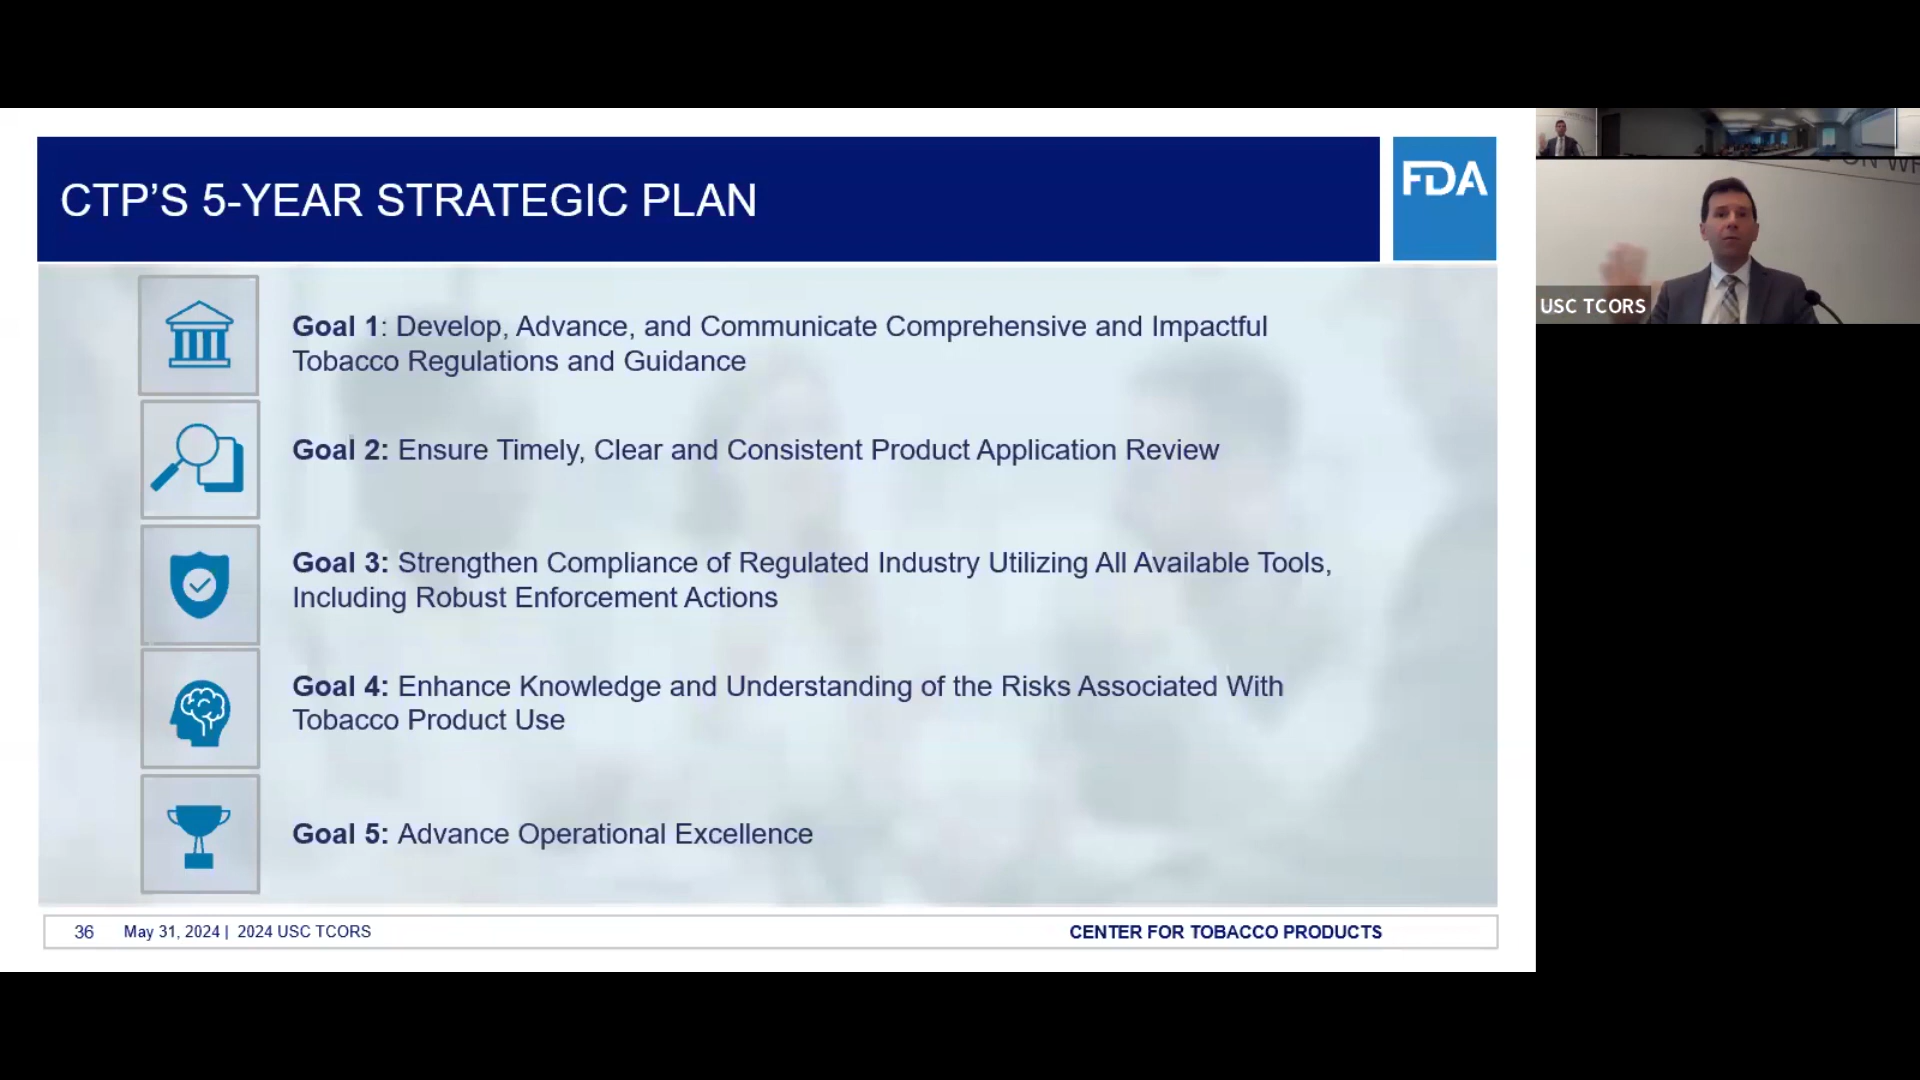 CTP'S 5-YEAR STRATEGIC PLAN
FDA
Goal 1: Develop, Advance, and Communicate Comprehensive and Impactful
Tobacco Regulations and Guidance
Goal 2: Ensure Timely, Clear and Consistent Product Application Review
Goal 3: Strengthen Compliance of Regulated Industry Utilizing All Available Tools,
Including Robust Enforcement Actions
Goal 4: Enhance Knowledge and Understanding of the Risks Associated With
Tobacco Product Use
Goal 5: Advance Operational Excellence
36 May 31, 2024 | 2024 USC TCORS
CENTER FOR TOBACCO PRODUCTS
USC TCORS